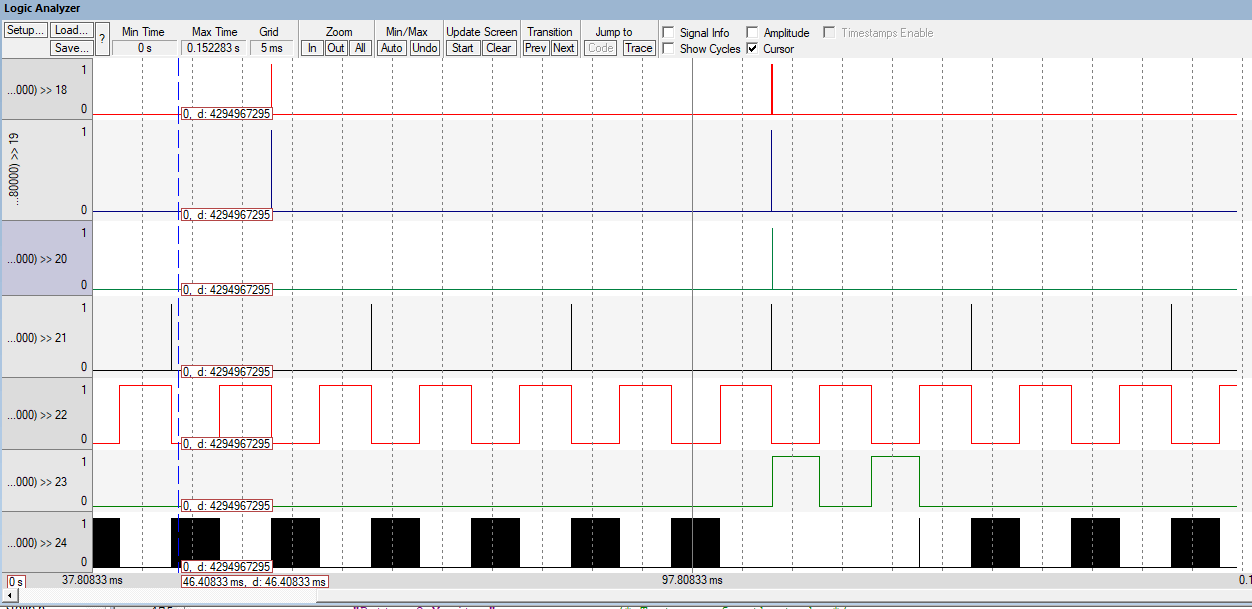 Logic Analyzer
Setup... Load... Min Time Max Time Grid Zoom Min/Max Update Screen Transition Jump to Signal Info Amplitude Timestamps Enable
Save... ? 0 s 0.152283 s 5 ms In Out All Auto Undo Start Clear Prev Next Code Trace Show Cycles Cursor
1
...000) >> 18
0
0, d: 4294967295
1
...80000) >> 19
0
0, d: 4294967295
1
...000) >> 20
0
0, d: 4294967295
1
...000) >> 21
0
0, d: 4294967295
1
...000) >> 22
0
0, d: 4294967295
1
...000) >> 23
0
0, d: 4294967295
1
...000) >> 24
0
0, d: 4294967295
0 s 37.80833 ms 46.40833 ms, d: 46.40833 ms 97.80833 ms 0.1